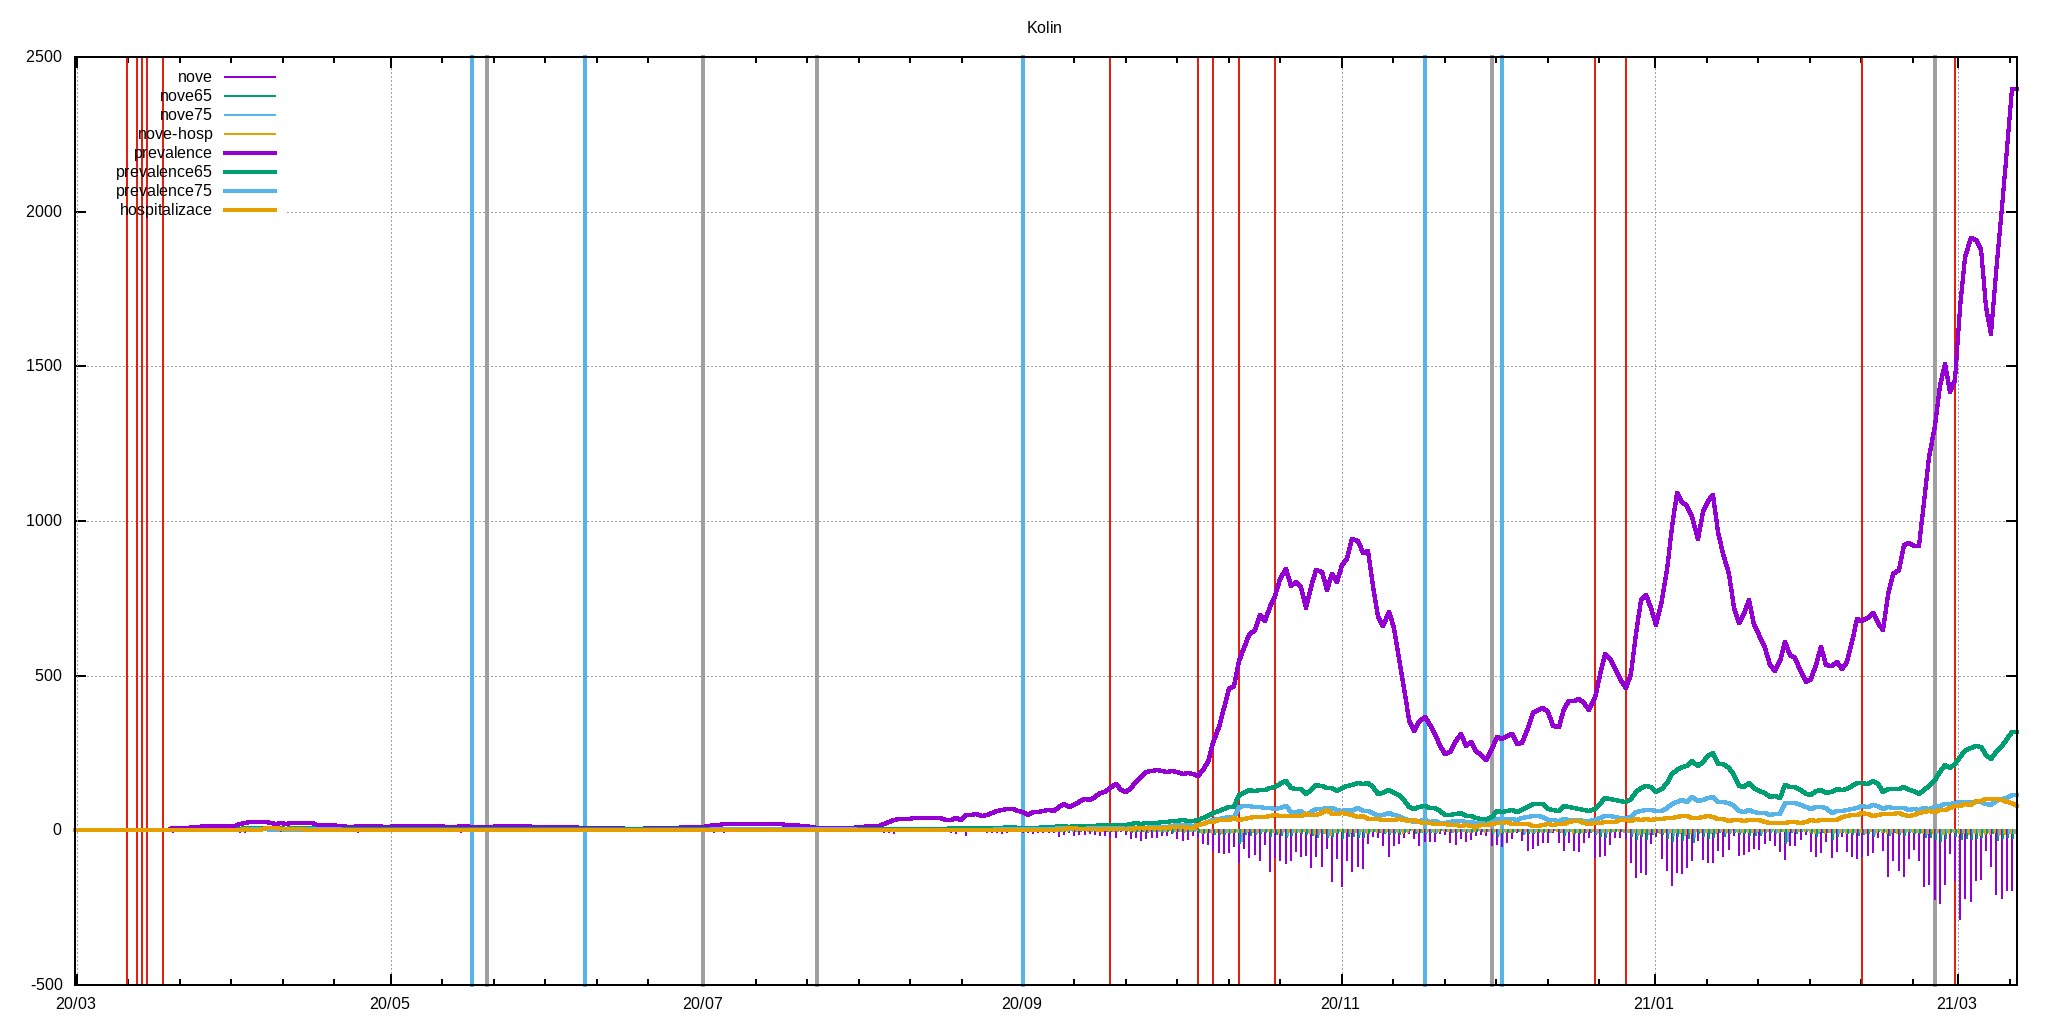 Kolin
2500
2000
1500
1000
500
0
-500
nove
nove65
nove75
nove-hosp
prevalence
prevalence65
prevalence75
hospitalizace
20/03 20/05 20/07 20/09 20/11 21/01 21/03